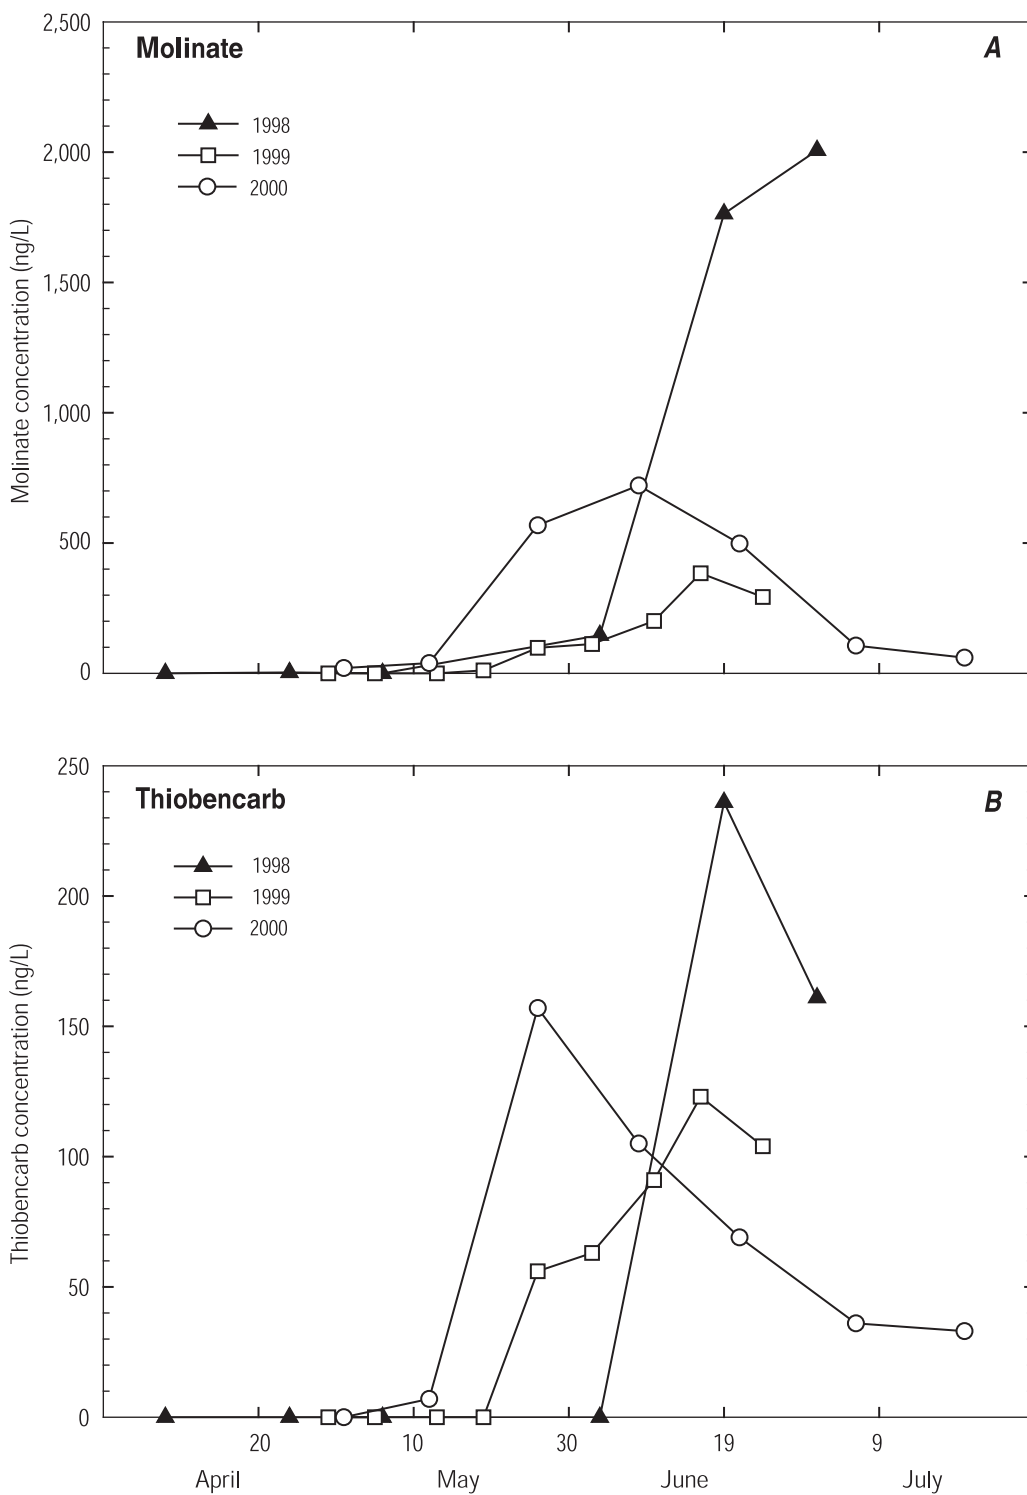 2,500
Molinate
A
1998
1999
2000
2,000
1,500
1,000
500
0
Molinate concentration (ng/L)
250
Thiobencarb
B
1998
1999
2000
200
150
100
50
0
Thiobencarb concentration (ng/L)
20 10 30 19 9
April May June July